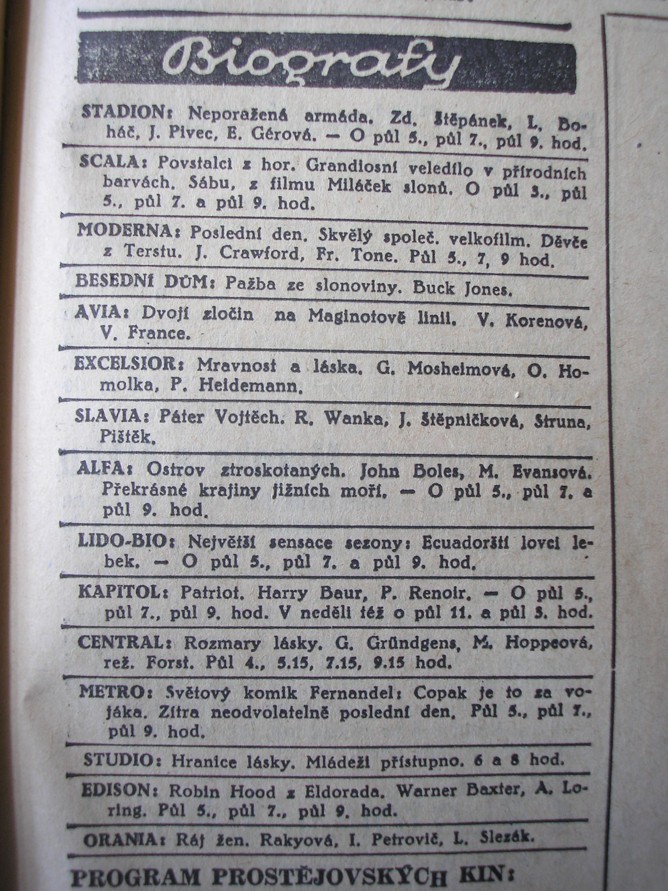 Biografy
STADION: Neporažená armáda. Zd. Štěpánek, L. Bo-
háč, J. Pivec, E. Gérová. — O půl 5., půl 7., půl 9. hod.
SCALA: Povstalci z hor. Grandiosní veledílo v přírodních
barvách. Sábu, z filmu Miláček slonů. O půl 3., půl
5., půl 7. a půl 9. hod.
MODERNA: Poslední den. Skvělý společ. velkofilm. Děvče
z Terstu. J. Crawford, Fr. Tone. Půl 5., 7, 9 hod.
BESEDNÍ DŮM: Pažba ze slonoviny. Buck Jones.
AVIA: Dvojí zločin na Maginotově linii. V. Korenová,
V. France.
EXCELSIOR: Mravnost a láska. G. Mosheimová, O. Ho-
molka, P. Heidemann.
SLAVIA: Páter Vojtěch. R. Wanka, J. Štěpničková, Struna,
Pištěk.
ALFA: Ostrov ztroskotaných. John Boles, M. Evansová.
Překrásné krajiny jižních moří. — O půl 5., půl 7. a
půl 9. hod.
LIDO-BIO: Největší sensace sezony: Ecuadorští lovci le-
bek. — O půl 5., půl 7. a půl 9. hod.
KAPITOL: Patriot. Harry Baur, P. Renoir. — O půl 5.,
půl 7., půl 9. hod. V neděli též o půl 11. a půl 3. hod.
CENTRAL: Rozmary lásky. G. Gründgens, M. Hoppeová,
rež. Forst. Půl 4., 5.15, 7.15, 9.15 hod.
METRO: Světový komik Fernandel: Copak je to za vo-
jáka. Zítra neodvolatelně poslední den. Půl 5., půl 7.,
půl 9. hod.
STUDIO: Hranice lásky. Mládeži přístupno. 6 a 8 hod.
EDISON: Robin Hood z Eldorada. Warner Baxter, A. Lo-
ring. Půl 5., půl 7., půl 9. hod.
ORANIA: Ráj žen. Rakyová, I. Petrovič, L. Slezák.
PROGRAM PROSTĚJOVSKÝCH KIN: